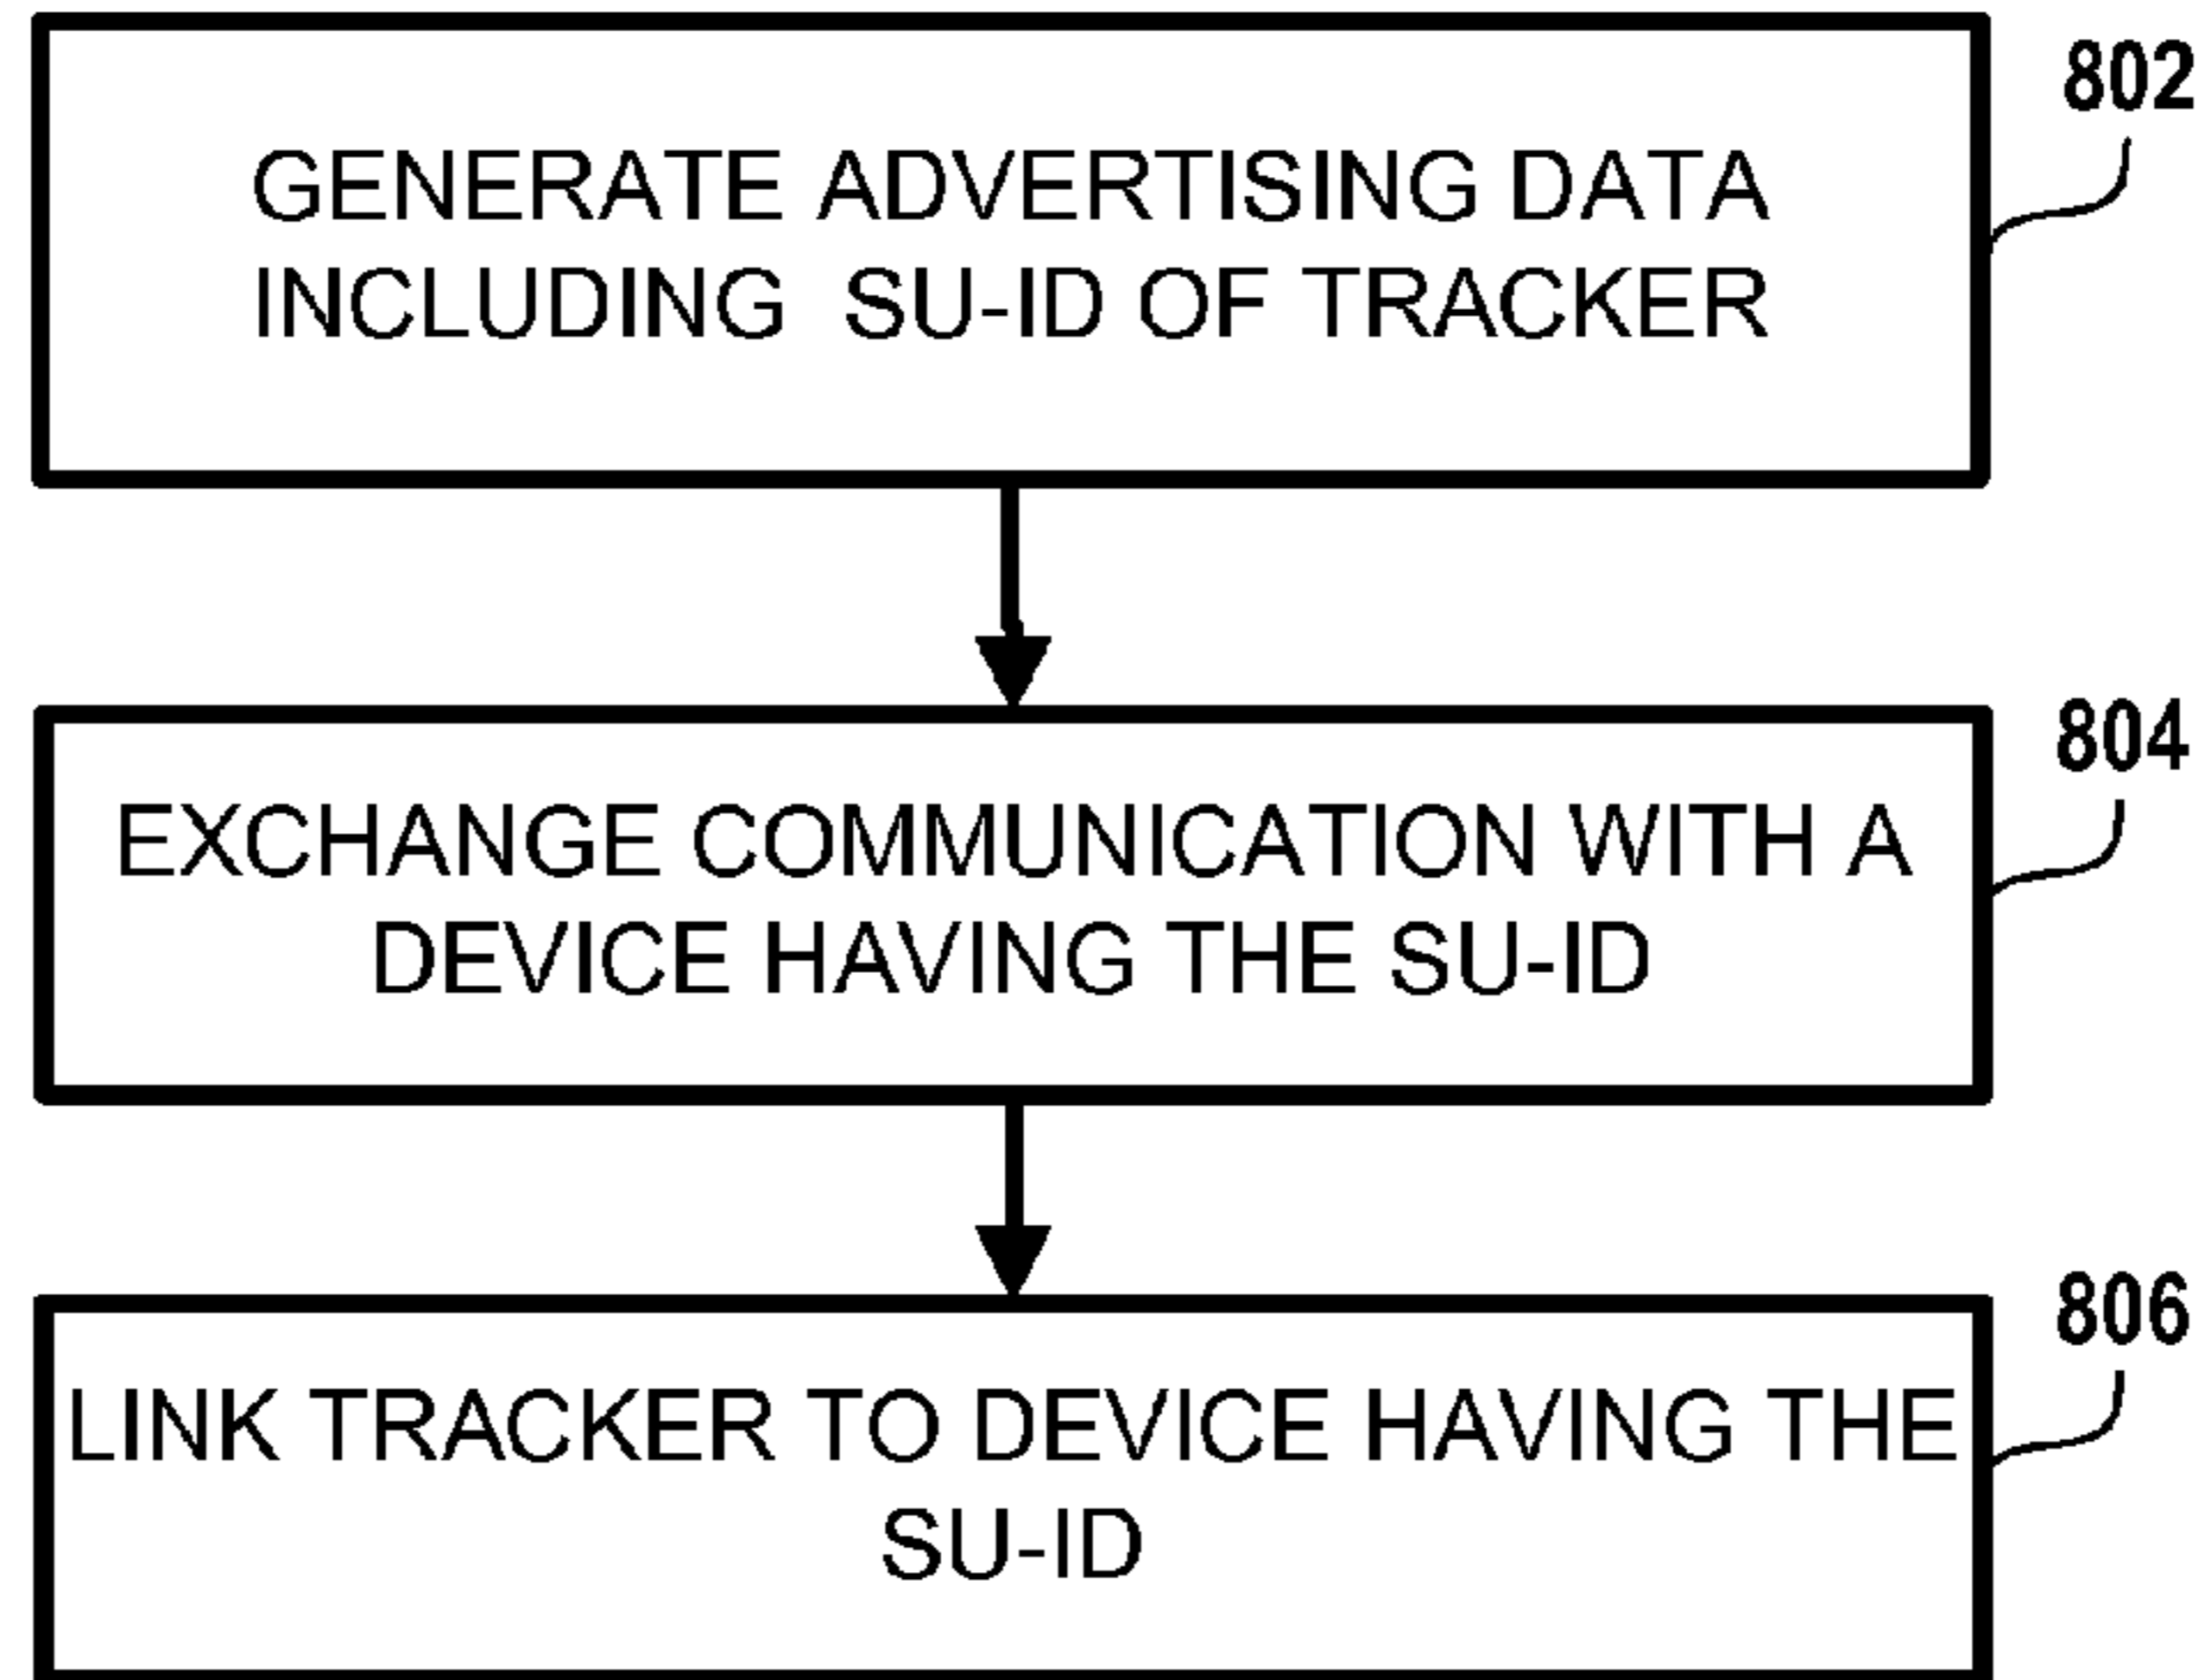 802
GENERATE ADVERTISING DATA
INCLUDING SU-ID OF TRACKER
804
EXCHANGE COMMUNICATION WITH A
DEVICE HAVING THE SU-ID
806
LINK TRACKER TO DEVICE HAVING THE
SU-ID